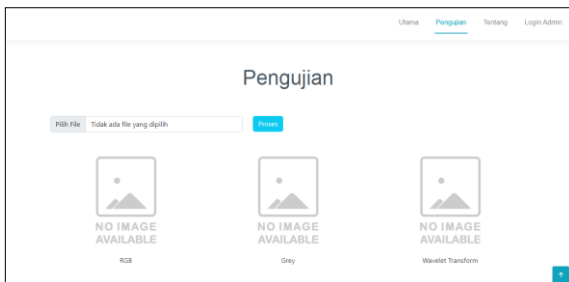 Utama Pengujian Tentang Login Admin
Pengujian
Pilih File Tidak ada file yang dipilih Proses
NO IMAGE AVAILABLE NO IMAGE AVAILABLE NO IMAGE AVAILABLE
RGB Grey Wavelet Transform